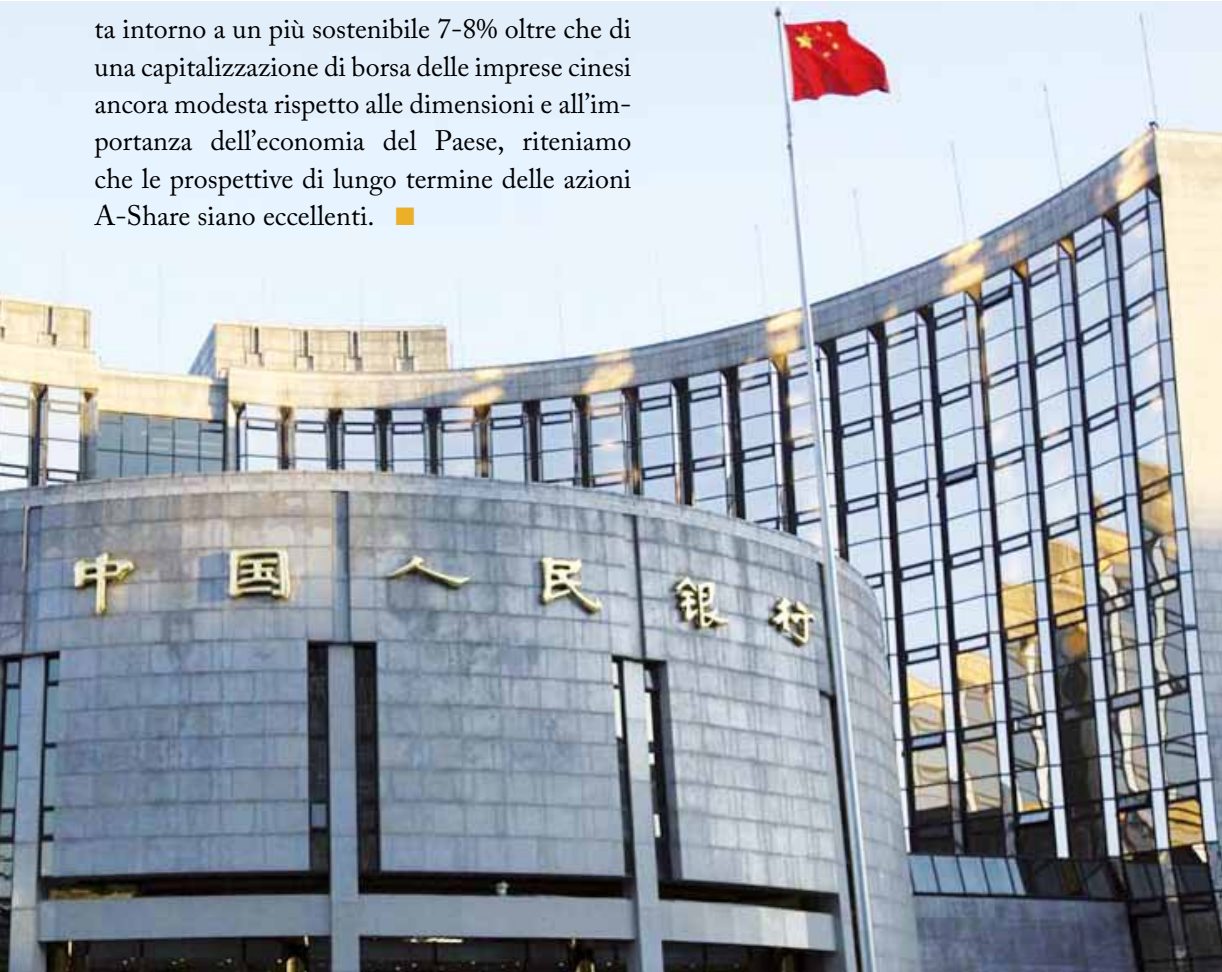 ta intorno a un più sostenibile 7-8% oltre che di
una capitalizzazione di borsa delle imprese cinesi
ancora modesta rispetto alle dimensioni e all'im-
portanza dell'economia del Paese, riteniamo
che le prospettive di lungo termine delle azioni
A-Share siano eccellenti.
中国人民银行